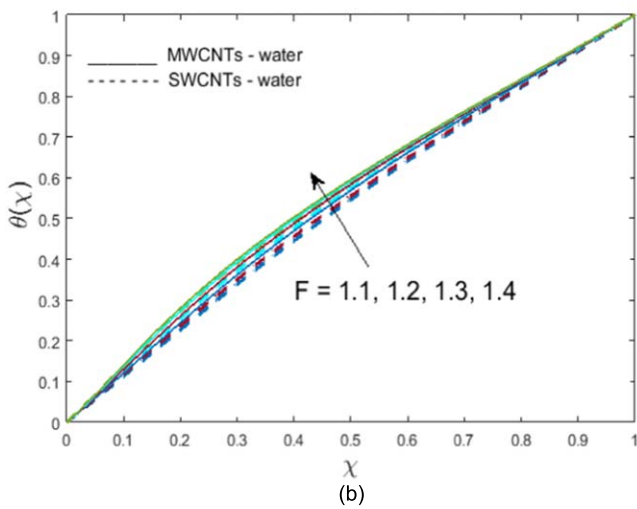 1
0.9
0.8
0.7
0.6
0.5
0.4
0.3
0.2
0.1
0
θ(χ)
MWCNTs - water
SWCNTs - water
F = 1.1, 1.2, 1.3, 1.4
0 0.1 0.2 0.3 0.4 0.5 0.6 0.7 0.8 0.9 1
χ
(b)